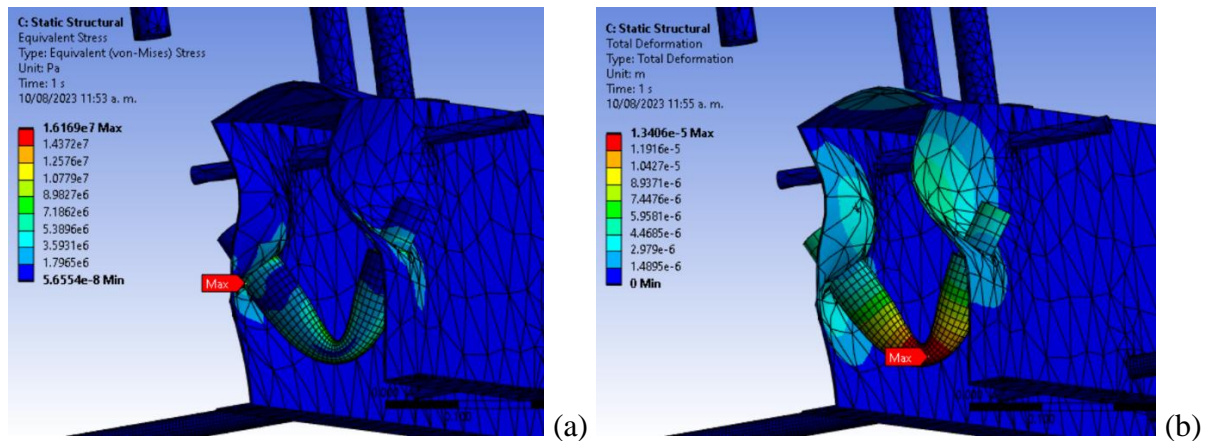 C: Static Structural
Equivalent Stress
Type: Equivalent (von-Mises) Stress
Unit: Pa
Time: 1 s
10/08/2023 11:53 a. m.
1.6169e7 Max
1.4372e7
1.2576e7
1.0779e7
8.9827e6
7.1862e6
5.3896e6
3.5931e6
1.7965e6
5.6554e-8 Min
Max
(a)
C: Static Structural
Total Deformation
Type: Total Deformation
Unit: m
Time: 1 s
10/08/2023 11:55 a. m.
1.3406e-5 Max
1.1916e-5
1.0427e-5
8.9371e-6
7.4476e-6
5.9581e-6
4.4685e-6
2.979e-6
1.4895e-6
0 Min
Max
(b)